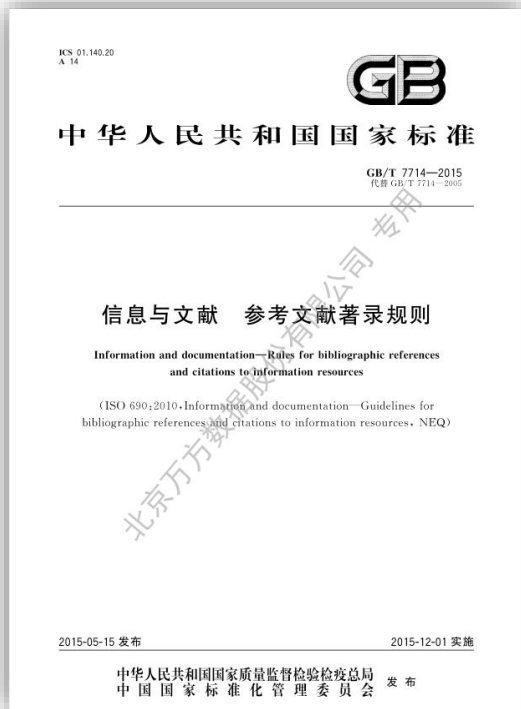 ICS 01.140.20
A 14
GB
中华人民共和国国家标准
GB/T 7714—2015
代替 GB/T 7714—2005
信息与文献 参考文献著录规则
Information and documentation—Rules for bibliographic references
and citations to information resources
(ISO 690:2010,Information and documentation—Guidelines for
bibliographic references and citations to information resources, NEQ)
北京万方数据股份有限公司 专用
2015-05-15 发布
2015-12-01 实施
中华人民共和国国家质量监督检验检疫总局
中国国家标准化管理委员会
发布